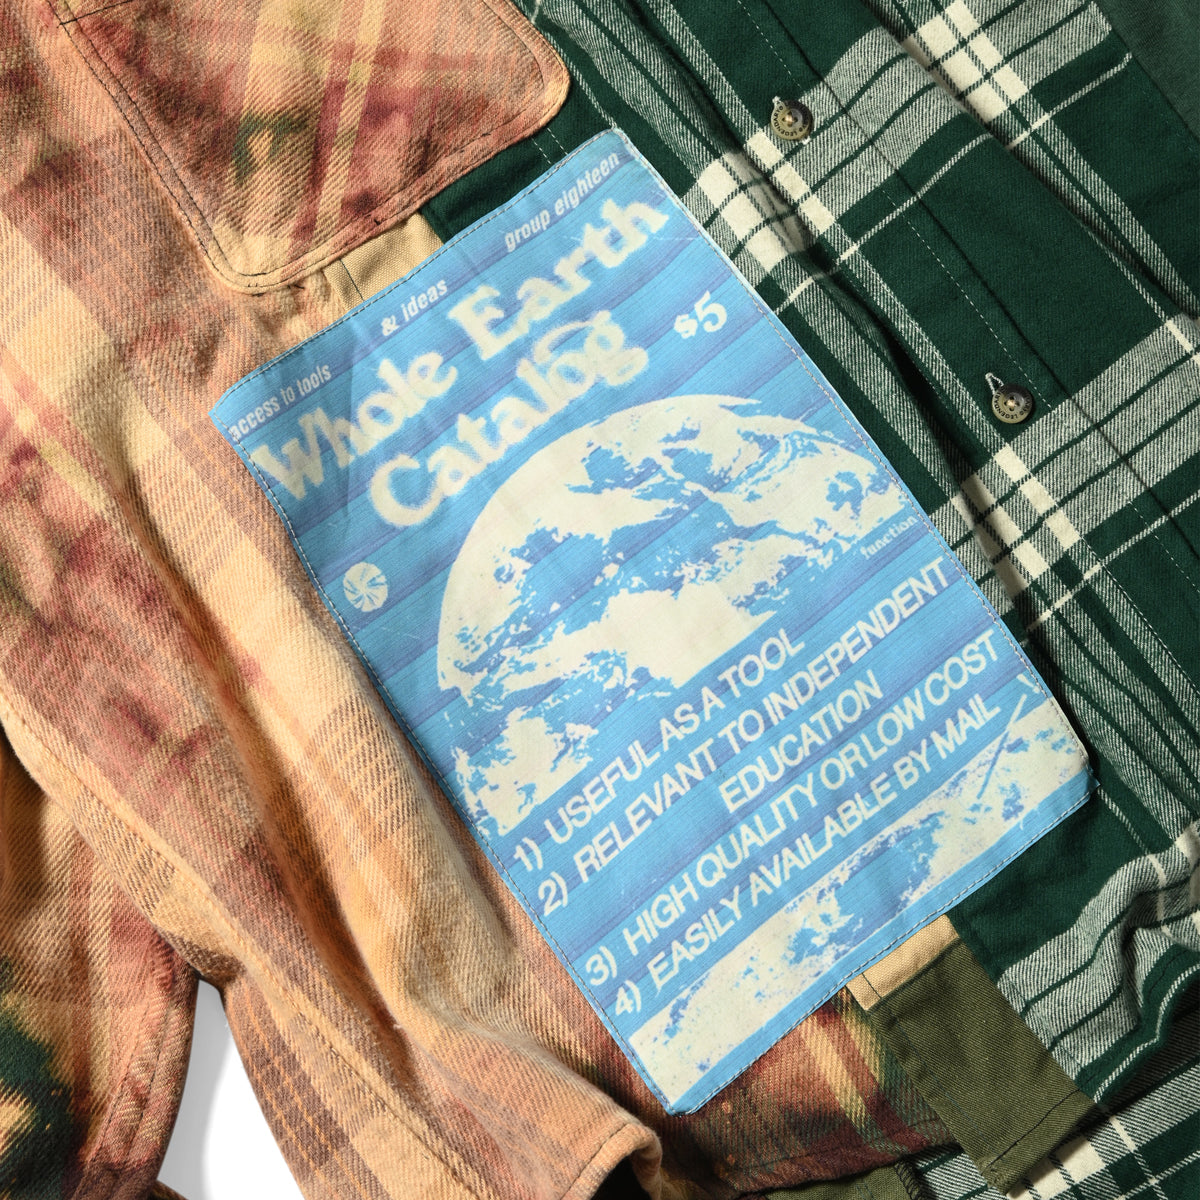 access to tools
& ideas
group eighteen
Whole Earth
Catalog
$5
function
1) USEFUL AS A TOOL
2) RELEVANT TO INDEPENDENT
EDUCATION
3) HIGH QUALITY OR LOW COST
4) EASILY AVAILABLE BY MAIL